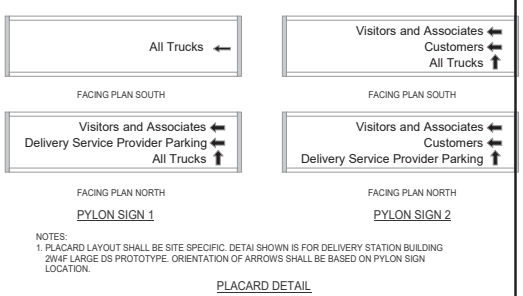 All Trucks ←
FACING PLAN SOUTH
Visitors and Associates ←
Delivery Service Provider Parking ←
All Trucks ↑
FACING PLAN NORTH
PYLON SIGN 1
Visitors and Associates ←
Customers ←
All Trucks ↑
FACING PLAN SOUTH
Visitors and Associates ←
Customers ←
Delivery Service Provider Parking ↑
FACING PLAN NORTH
PYLON SIGN 2
NOTES:
1. PLACARD LAYOUT SHALL BE SITE SPECIFIC. DETAI SHOWN IS FOR DELIVERY STATION BUILDING
2W4F LARGE DS PROTOTYPE. ORIENTATION OF ARROWS SHALL BE BASED ON PYLON SIGN
LOCATION.
PLACARD DETAIL